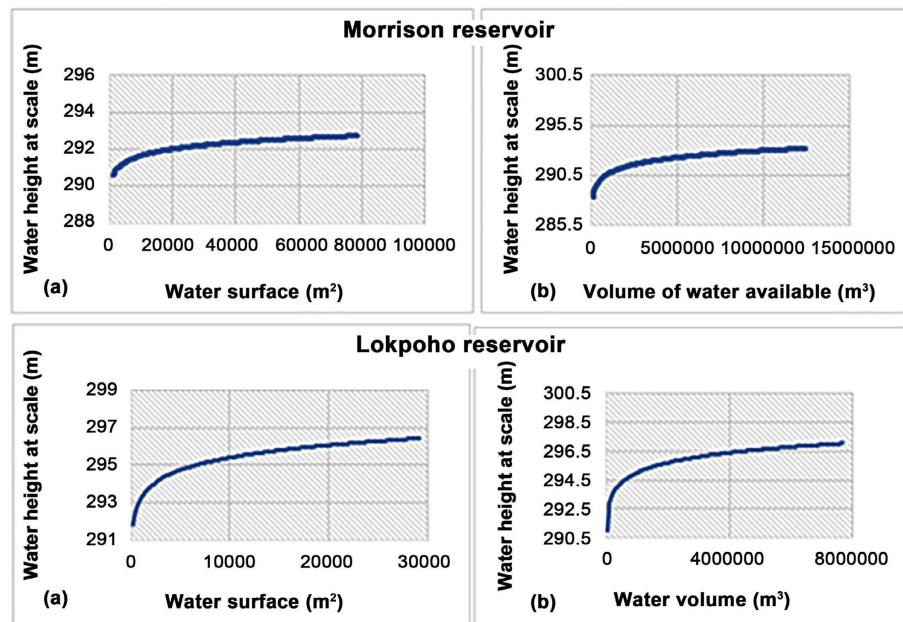 Morrison reservoir
Water height at scale (m)
296
294
292
290
288
0 20000 40000 60000 80000 100000
(a) Water surface (m²)
Water height at scale (m)
300.5
295.5
290.5
285.5
0 5000000 10000000 15000000
(b) Volume of water available (m³)
Lokpoho reservoir
Water height at scale (m)
299
297
295
293
291
0 10000 20000 30000
(a) Water surface (m²)
Water height at scale (m)
300.5
298.5
296.5
294.5
292.5
290.5
0 4000000 8000000
(b) Water volume (m³)